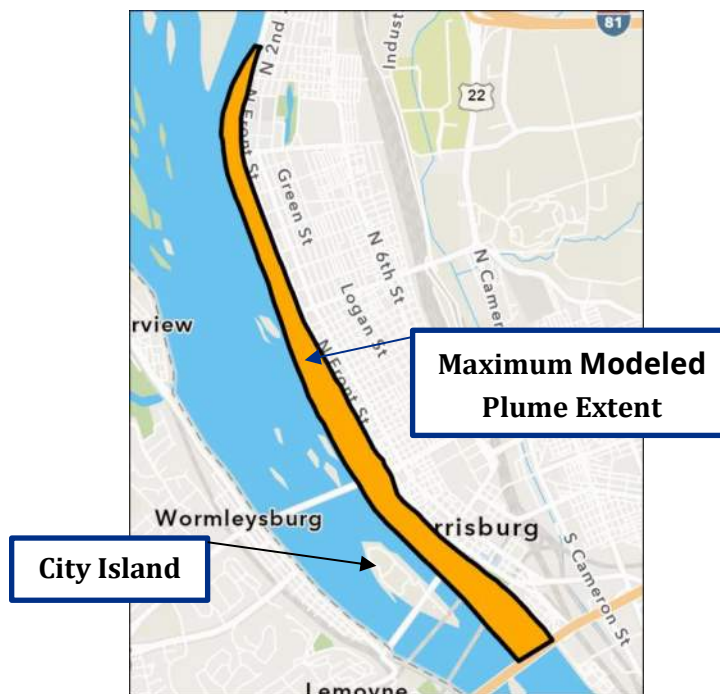 81
N 2nd
Indust
22
N Front St
Green St
N 6th St
N Camer
Logan St
rview
N Front St
Maximum Modeled
Plume Extent
Wormleysburg
rrisburg
City Island
S Cameron St
Lemoyne